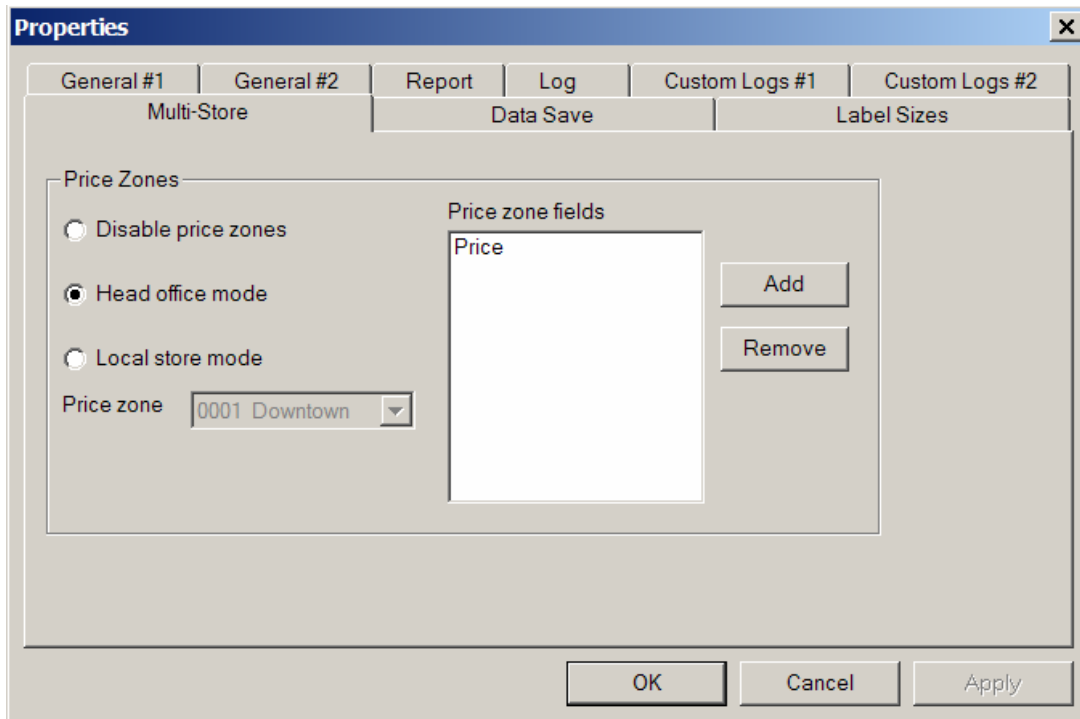 Properties
General #1 General #2 Report Log Custom Logs #1 Custom Logs #2
Multi-Store Data Save Label Sizes
Price Zones
Disable price zones
Head office mode
Local store mode
Price zone 0001 Downtown
Price zone fields
Price
Add
Remove
OK Cancel Apply